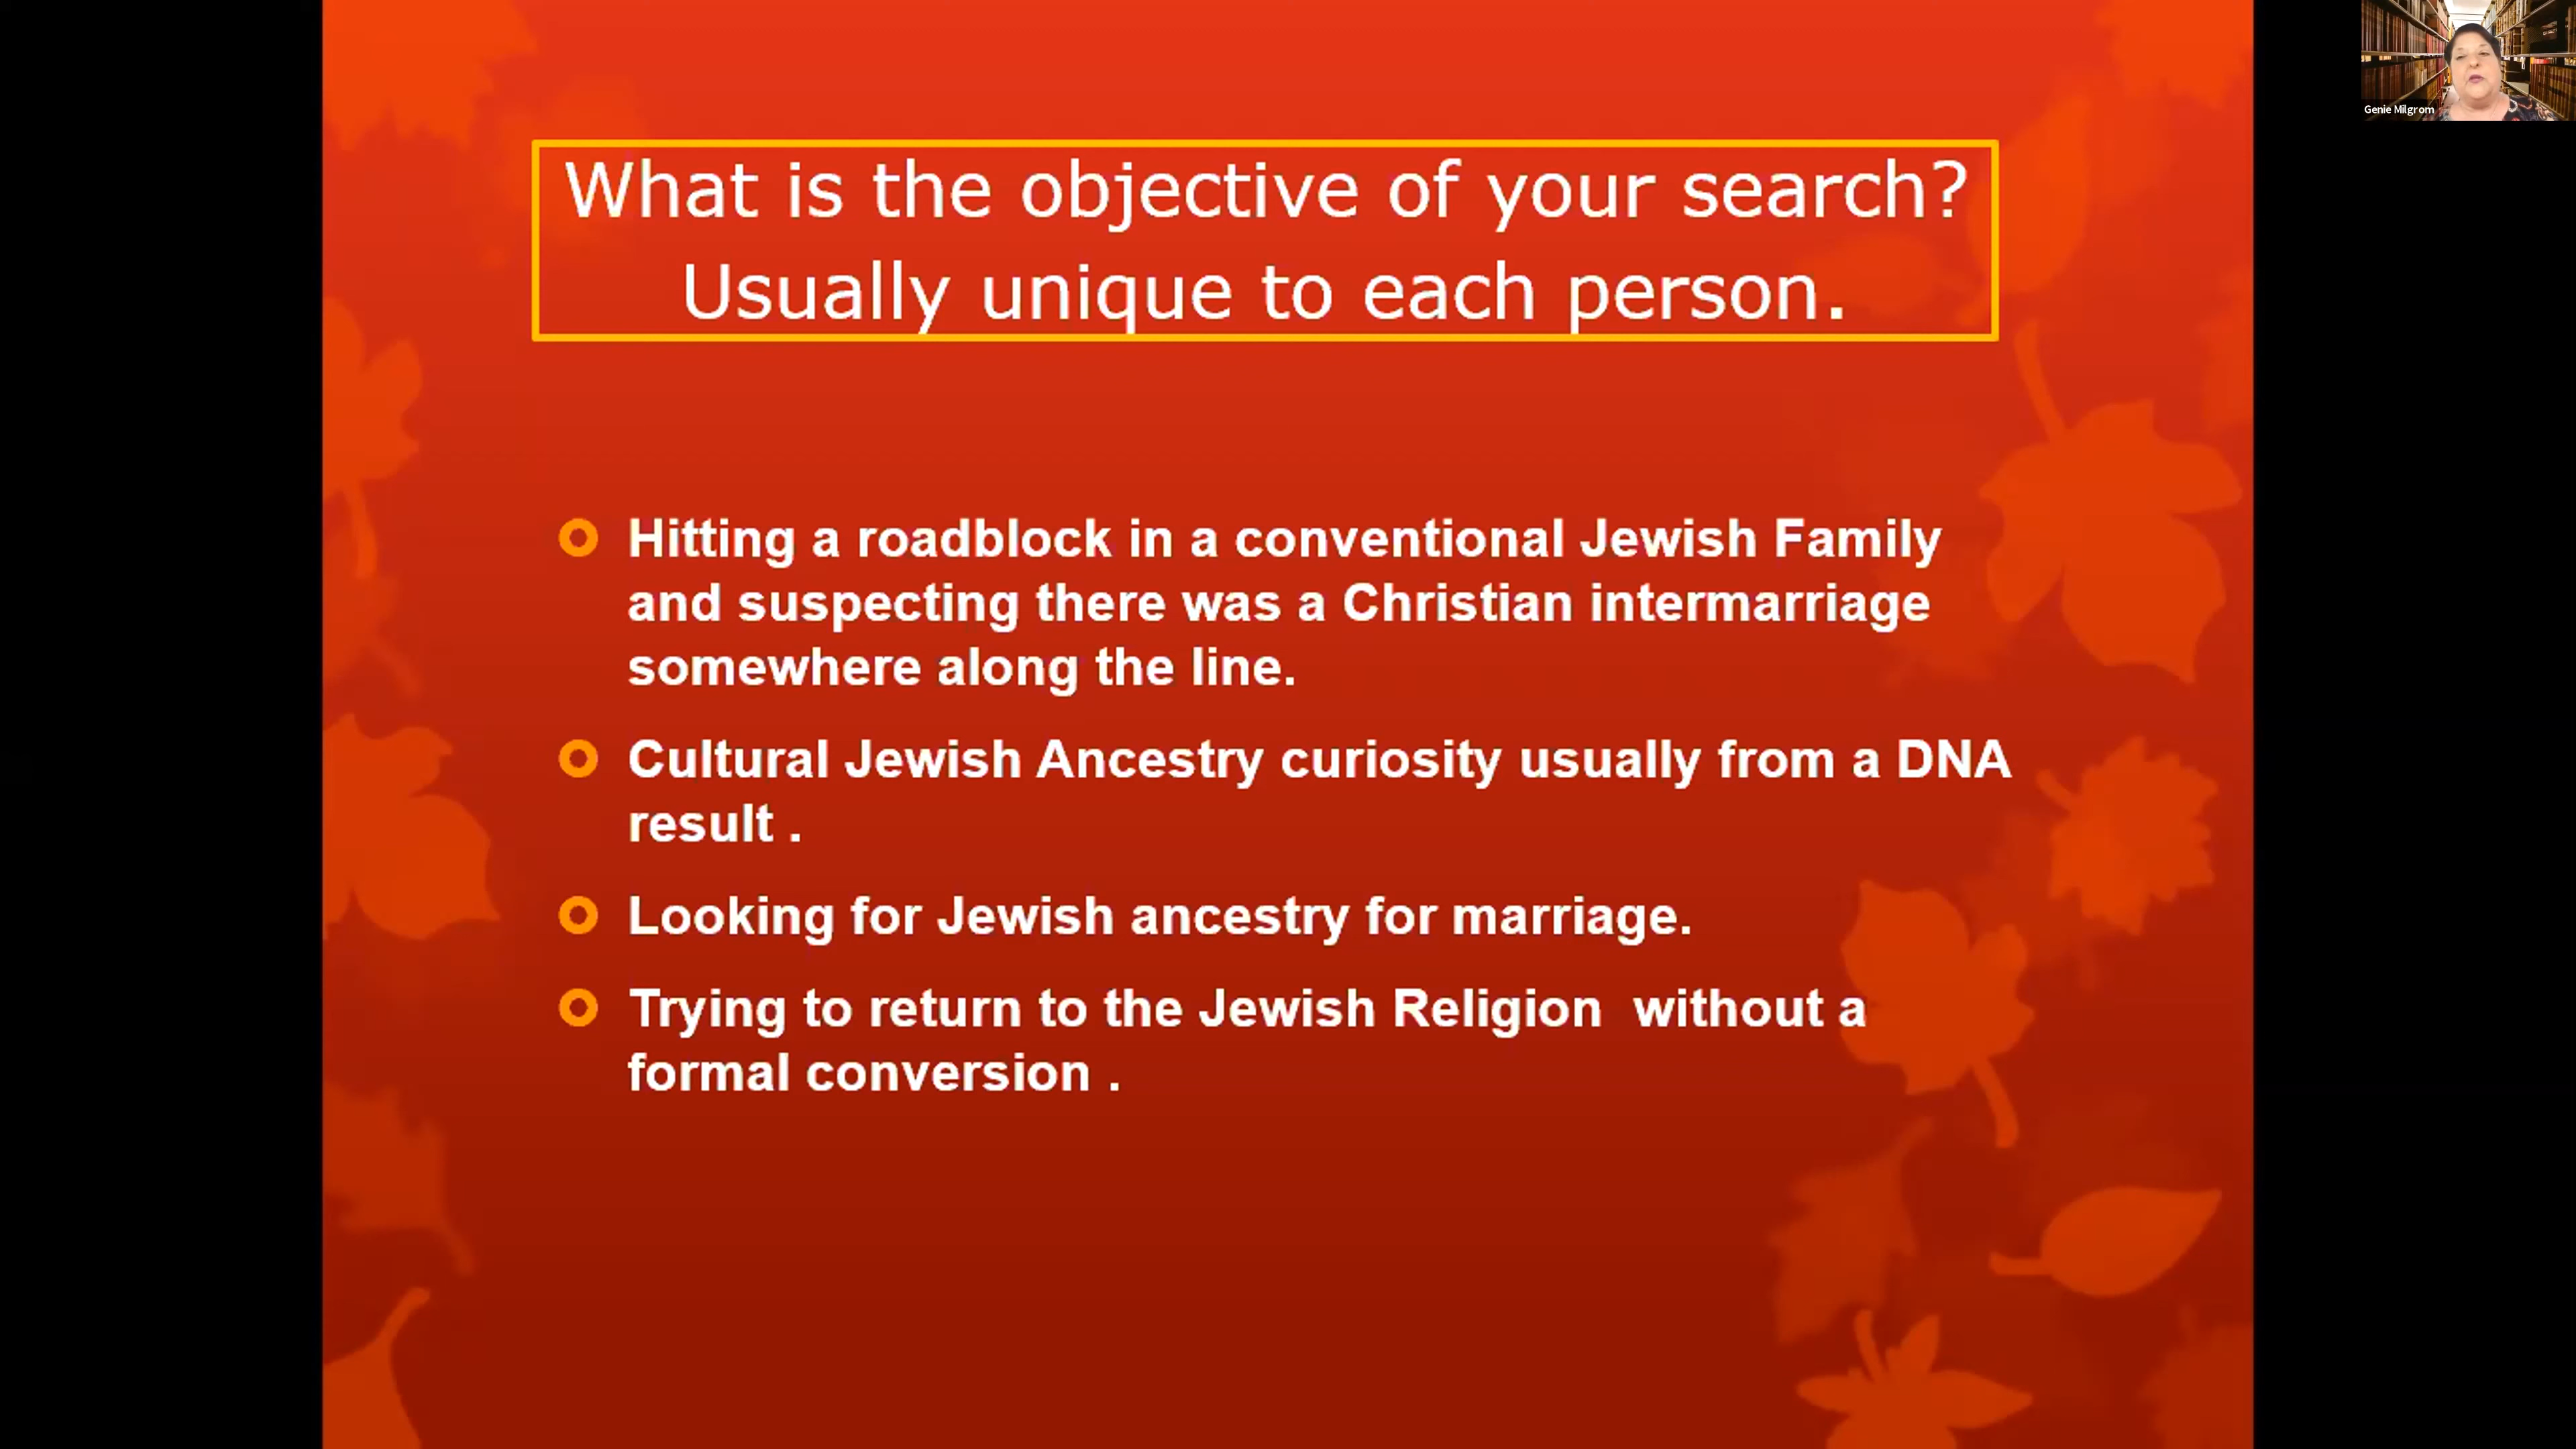 What is the objective of your search?
Usually unique to each person.
Hitting a roadblock in a conventional Jewish Family
and suspecting there was a Christian intermarriage
somewhere along the line.
Cultural Jewish Ancestry curiosity usually from a DNA
result .
Looking for Jewish ancestry for marriage.
Trying to return to the Jewish Religion  without a
formal conversion .
Genie Milgrom